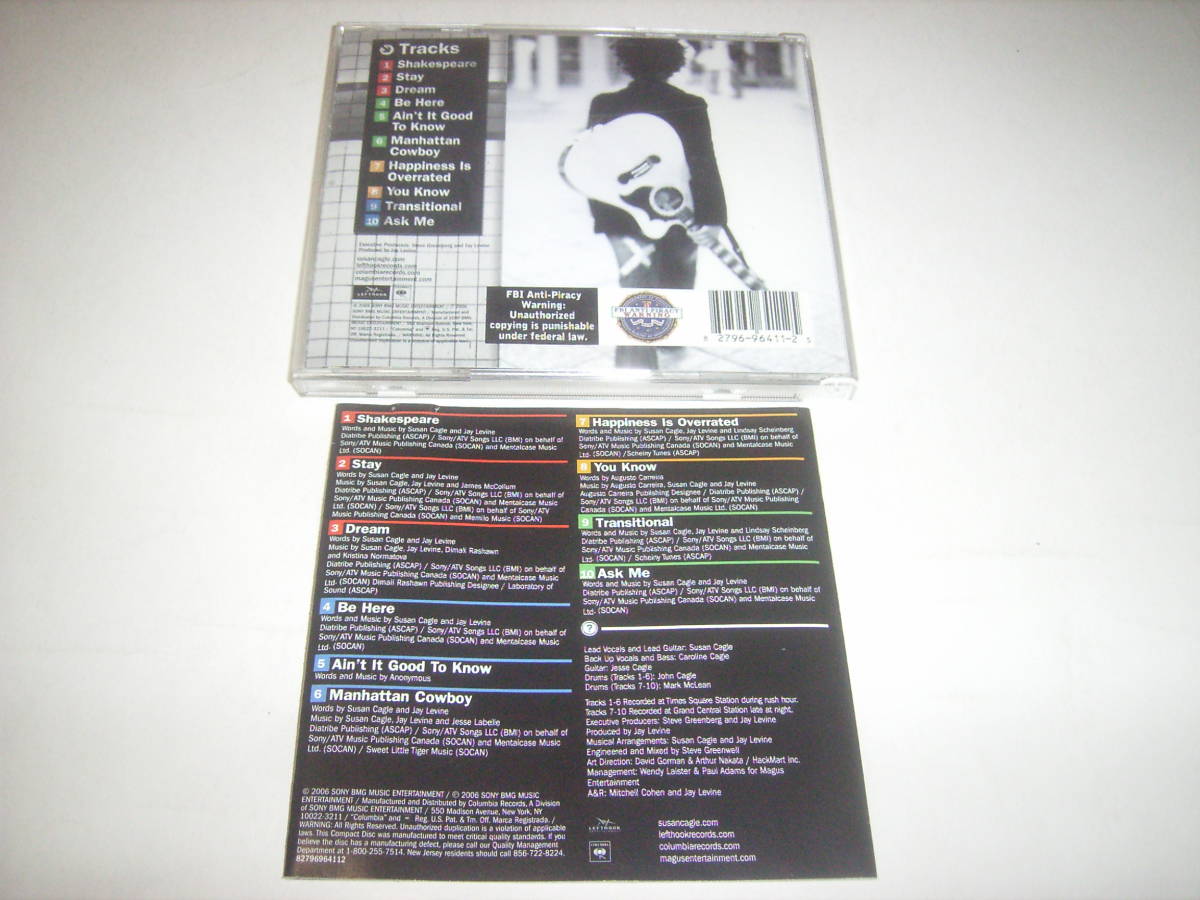 Tracks
1 Shakespeare
2 Stay
3 Dream
4 Be Here
5 Ain't It Good
To Know
6 Manhattan
Cowboy
7 Happiness Is
Overrated
8 You Know
9 Transitional
10 Ask Me
Executive Producers: Steve Greenberg and Jay Levine
Produced by Jay Levine
susancagle.com
lefthookrecords.com
columbiarecords.com
magusentertainment.com
LEFTHOOK
FBI Anti-Piracy
Warning:
Unauthorized
copying is punishable
under federal law.
FBI ANTI-PIRACY
WARNING
8 2796-96411-2
1 Shakespeare
Words and Music by Susan Cagle and Jay Levine
Diatribe Publishing (ASCAP) / Sony/ATV Songs LLC (BMI) on behalf of
Sony/ATV Music Publishing Canada (SOCAN) and Mentalcase Music
Ltd. (SOCAN)
2 Stay
Words by Susan Cagle and Jay Levine
Music by Susan Cagle, Jay Levine and James McCollum
Diatribe Publishing (ASCAP) / Sony/ATV Songs LLC (BMI) on behalf of
Sony/ATV Music Publishing Canada (SOCAN) and Mentalcase Music
Ltd. (SOCAN) / Sony/ATV Songs LLC (BMI) on behalf of Sony/ATV
Music Publishing Canada (SOCAN) and Memilo Music (SOCAN)
3 Dream
Words by Susan Cagle and Jay Levine
Music by Susan Cagle, Jay Levine, Dimali Rashawn
and Kristina Normatova
Diatribe Publishing (ASCAP) / Sony/ATV Songs LLC (BMI) on behalf of
Sony/ATV Music Publishing Canada (SOCAN) and Mentalcase Music
Ltd. (SOCAN) Dimali Rashawn Publishing Designee / Laboratory of
Sound (ASCAP)
4 Be Here
Words and Music by Susan Cagle and Jay Levine
Diatribe Publishing (ASCAP) / Sony/ATV Songs LLC (BMI) on behalf of
Sony/ATV Music Publishing Canada (SOCAN) and Mentalcase Music Ltd.
(SOCAN)
5 Ain't It Good To Know
Words and Music by Anonymous
6 Manhattan Cowboy
Words by Susan Cagle and Jay Levine
Music by Susan Cagle, Jay Levine and Jesse Labelle
Diatribe Publishing (ASCAP) / Sony/ATV Songs LLC (BMI) on behalf of
Sony/ATV Music Publishing Canada (SOCAN) and Mentalcase Music
Ltd. (SOCAN) / Sweet Little Tiger Music (SOCAN)
© 2006 SONY BMG MUSIC ENTERTAINMENT / ℗ 2006 SONY BMG MUSIC
ENTERTAINMENT / Manufactured and Distributed by Columbia Records, A Division
of SONY BMG MUSIC ENTERTAINMENT / 550 Madison Avenue, New York, NY
10022-3211 / "Columbia" and Reg. U.S. Pat. & Tm. Off. Marca Registrada. /
WARNING: All Rights Reserved. Unauthorized duplication is a violation of applicable
laws. This Compact Disc was manufactured to meet critical quality standards. If you
believe the disc has a manufacturing defect, please call our Quality Management
Department at 1-800-255-7514. New Jersey residents should call 856-722-8224.
82796964112
7 Happiness Is Overrated
Words and Music by Susan Cagle, Jay Levine and Lindsay Scheinberg
Diatribe Publishing (ASCAP) / Sony/ATV Songs LLC (BMI) on behalf of
Sony/ATV Music Publishing Canada (SOCAN) and Mentalcase Music
Ltd. (SOCAN) /Scheiny Tunes (ASCAP)
8 You Know
Words by Augusto Carreira
Music by Augusto Carreira, Susan Cagle and Jay Levine
Augusto Carreira Publishing Designee / Diatribe Publishing (ASCAP) /
Sony/ATV Songs LLC (BMI) on behalf of Sony/ATV Music Publishing
Canada (SOCAN) and Mentalcase Music Ltd. (SOCAN)
9 Transitional
Words and Music by Susan Cagle, Jay Levine and Lindsay Scheinberg
Diatribe Publishing (ASCAP) / Sony/ATV Songs LLC (BMI) on behalf of
Sony/ATV Music Publishing Canada (SOCAN) and Mentalcase Music
Ltd. (SOCAN) / Scheiny Tunes (ASCAP)
10 Ask Me
Words and Music by Susan Cagle and Jay Levine
Diatribe Publishing (ASCAP) / Sony/ATV Songs LLC (BMI) on behalf of
Sony/ATV Music Publishing Canada (SOCAN) and Mentalcase Music
Ltd. (SOCAN)
?
Lead Vocals and Lead Guitar: Susan Cagle
Back Up Vocals and Bass: Caroline Cagle
Guitar: Jesse Cagle
Drums (Tracks 1-6): John Cagle
Drums (Tracks 7-10): Mark McLean
Tracks 1-6 Recorded at Times Square Station during rush hour.
Tracks 7-10 Recorded at Grand Central Station late at night.
Executive Producers: Steve Greenberg and Jay Levine
Produced by Jay Levine
Musical Arrangements: Susan Cagle and Jay Levine
Engineered and Mixed by Steve Greenwell
Art Direction: David Gorman & Arthur Nakata / HackMart Inc.
Management: Wendy Laister & Paul Adams for Magus
Entertainment
A&R: Mitchell Cohen and Jay Levine
LEFTHOOK
COLUMBIA
susancagle.com
lefthookrecords.com
columbiarecords.com
magusentertainment.com